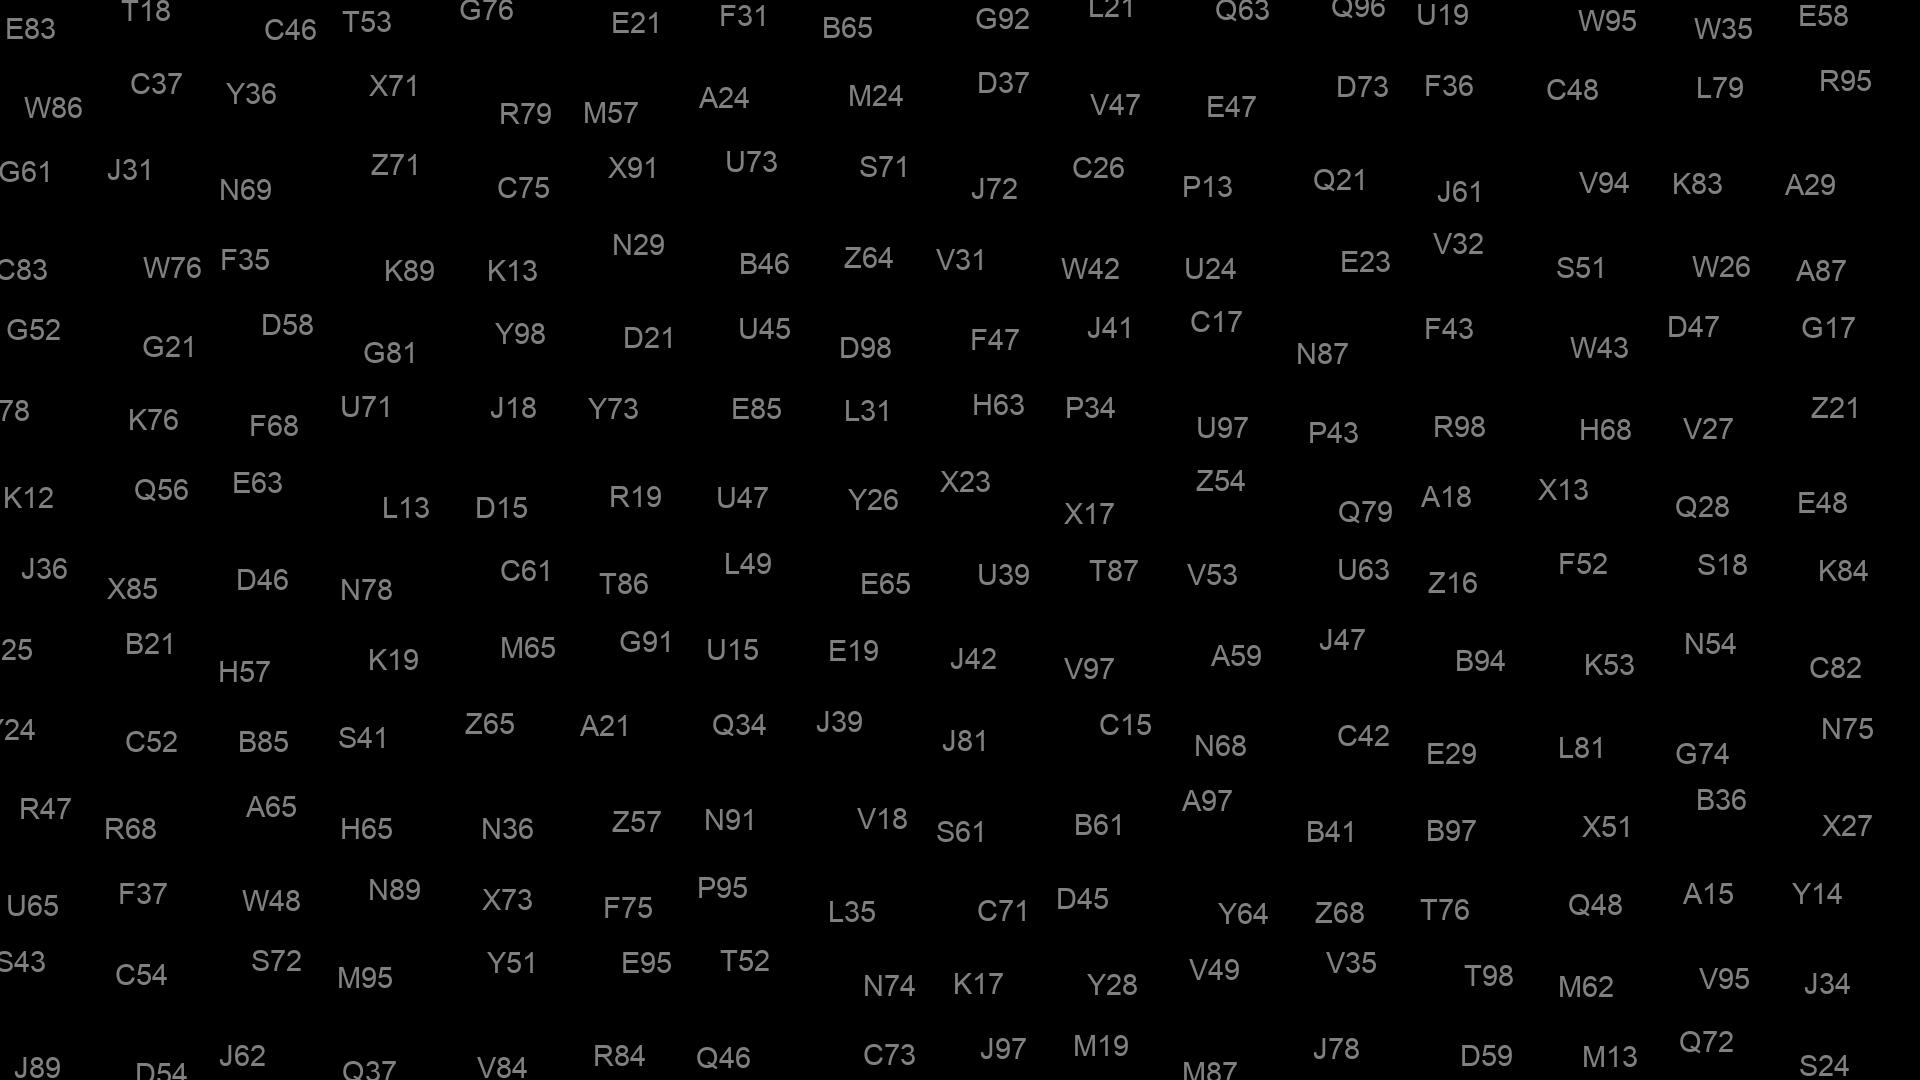 E83 T18 C46 T53 G76 E21 F31 B65 G92 L21 Q63 Q96 U19 W95 W35 E58
W86 C37 Y36 X71 R79 M57 A24 M24 D37 V47 E47 D73 F36 C48 L79 R95
G61 J31 N69 Z71 C75 X91 U73 S71 J72 C26 P13 Q21 J61 V94 K83 A29
C83 W76 F35 K89 K13 N29 B46 Z64 V31 W42 U24 E23 V32 S51 W26 A87
G52 G21 D58 G81 Y98 D21 U45 D98 F47 J41 C17 N87 F43 W43 D47 G17
78 K76 F68 U71 J18 Y73 E85 L31 H63 P34 U97 P43 R98 H68 V27 Z21
K12 Q56 E63 L13 D15 R19 U47 Y26 X23 X17 Z54 Q79 A18 X13 Q28 E48
J36 X85 D46 N78 C61 T86 L49 E65 U39 T87 V53 U63 Z16 F52 S18 K84
25 B21 H57 K19 M65 G91 U15 E19 J42 V97 A59 J47 B94 K53 N54 C82
Y24 C52 B85 S41 Z65 A21 Q34 J39 J81 C15 N68 C42 E29 L81 G74 N75
R47 R68 A65 H65 N36 Z57 N91 V18 S61 B61 A97 B41 B97 X51 B36 X27
U65 F37 W48 N89 X73 F75 P95 L35 C71 D45 Y64 Z68 T76 Q48 A15 Y14
S43 C54 S72 M95 Y51 E95 T52 N74 K17 Y28 V49 V35 T98 M62 V95 J34
J89 D54 J62 Q37 V84 R84 Q46 C73 J97 M19 M87 J78 D59 M13 Q72 S24